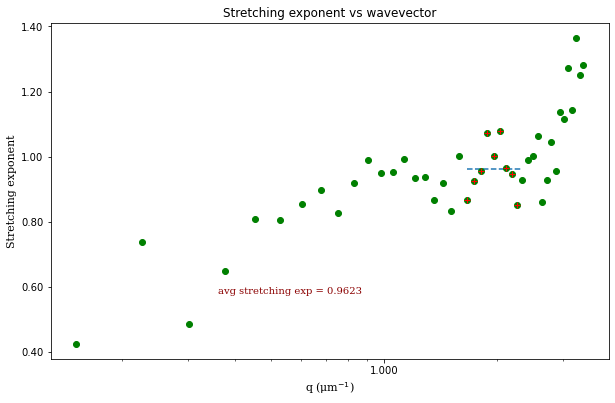 Stretching exponent vs wavevector
Stretching exponent
1.40
1.20
1.00
0.80
0.60
0.40
avg stretching exp = 0.9623
1.000
q (μm⁻¹)